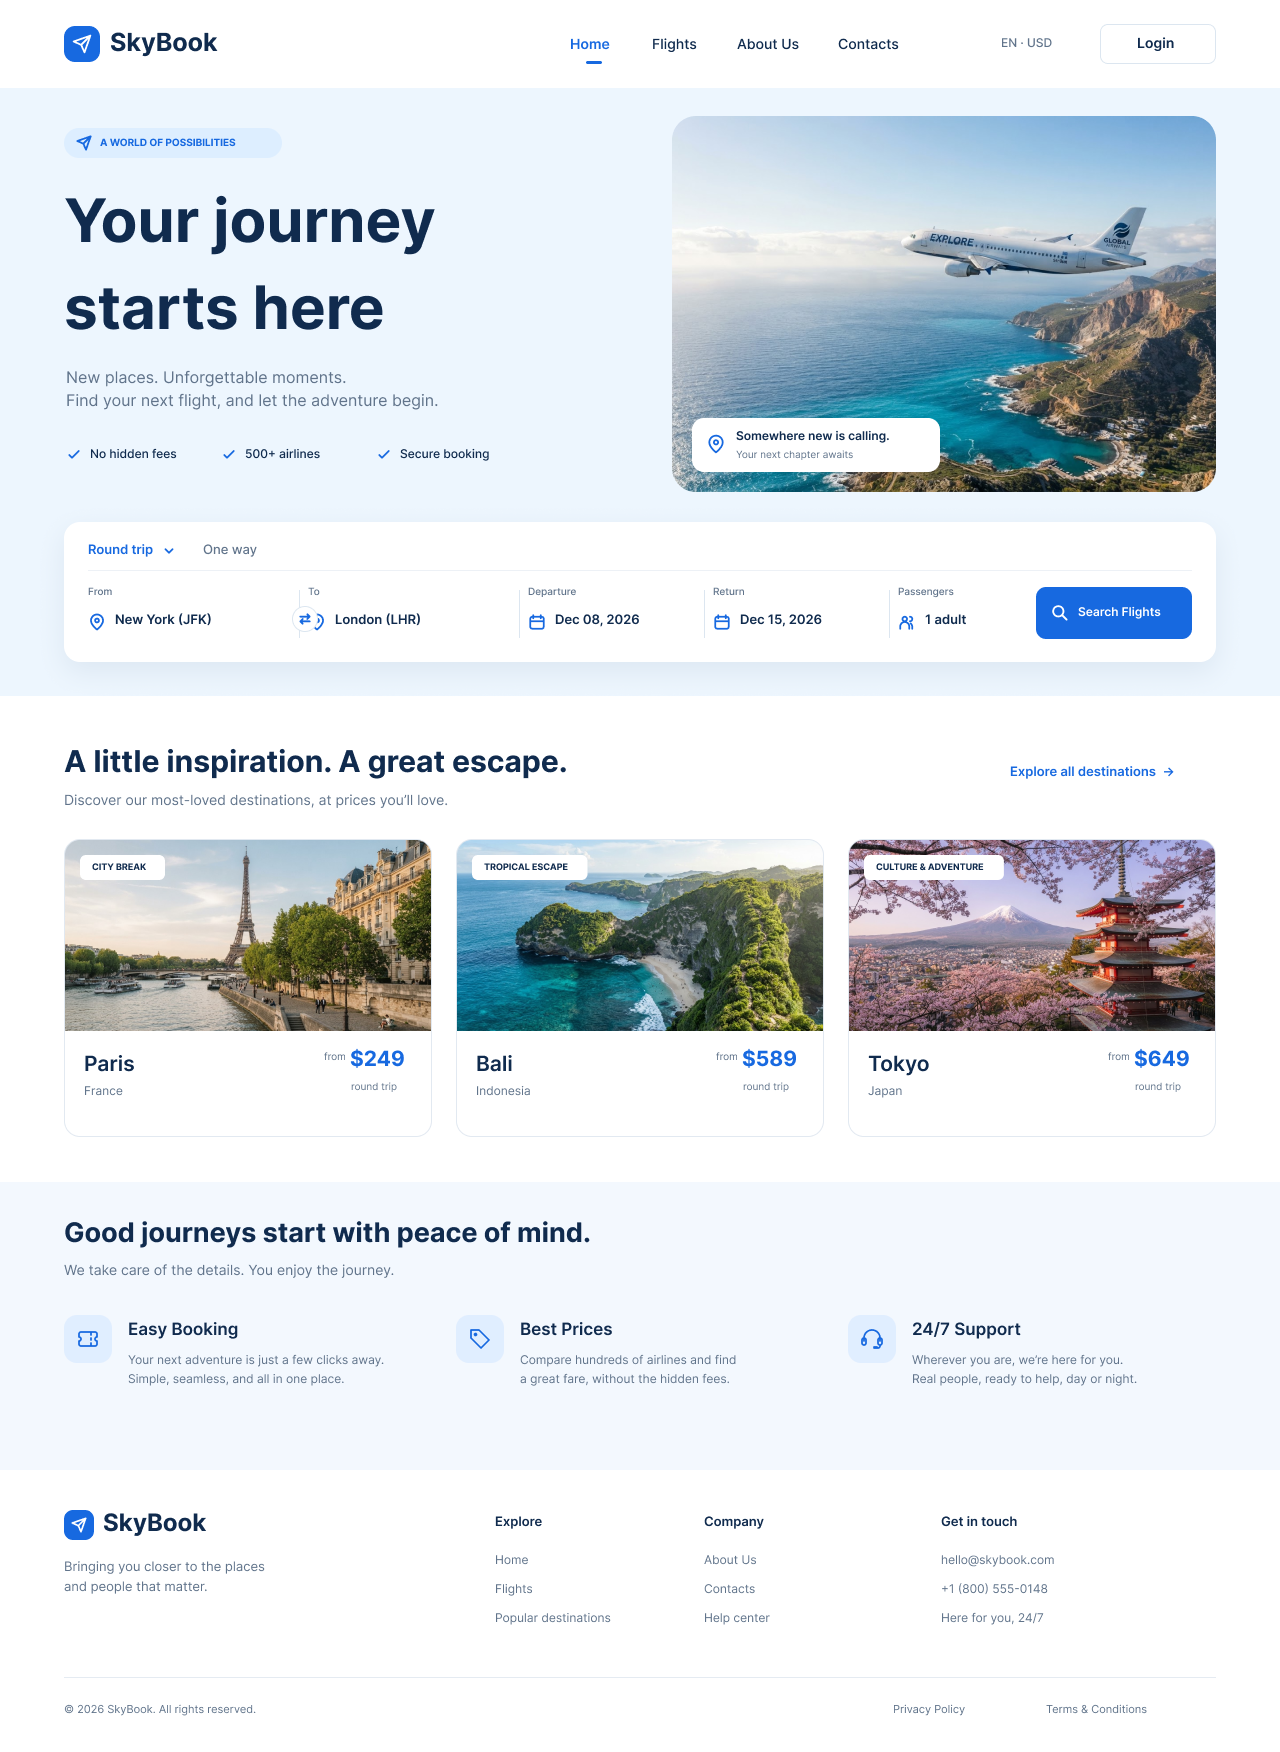 SkyBook
Home
Flights
About Us
Contacts
EN · USD
Login
A WORLD OF POSSIBILITIES
Your journey
starts here
New places. Unforgettable moments.
Find your next flight, and let the adventure begin.
No hidden fees
500+ airlines
Secure booking
EXPLORE
GLOBAL
AIRWAYS
Somewhere new is calling.
Your next chapter awaits
Round trip
One way
From
New York (JFK)
To
London (LHR)
Departure
Dec 08, 2026
Return
Dec 15, 2026
Passengers
1 adult
Search Flights
A little inspiration. A great escape.
Discover our most-loved destinations, at prices you’ll love.
Explore all destinations →
CITY BREAK
Paris
France
from $249
round trip
TROPICAL ESCAPE
Bali
Indonesia
from $589
round trip
CULTURE & ADVENTURE
Tokyo
Japan
from $649
round trip
Good journeys start with peace of mind.
We take care of the details. You enjoy the journey.
Easy Booking
Your next adventure is just a few clicks away.
Simple, seamless, and all in one place.
Best Prices
Compare hundreds of airlines and find
a great fare, without the hidden fees.
24/7 Support
Wherever you are, we’re here for you.
Real people, ready to help, day or night.
SkyBook
Bringing you closer to the places
and people that matter.
Explore
Home
Flights
Popular destinations
Company
About Us
Contacts
Help center
Get in touch
hello@skybook.com
+1 (800) 555-0148
Here for you, 24/7
© 2026 SkyBook. All rights reserved.
Privacy Policy
Terms & Conditions